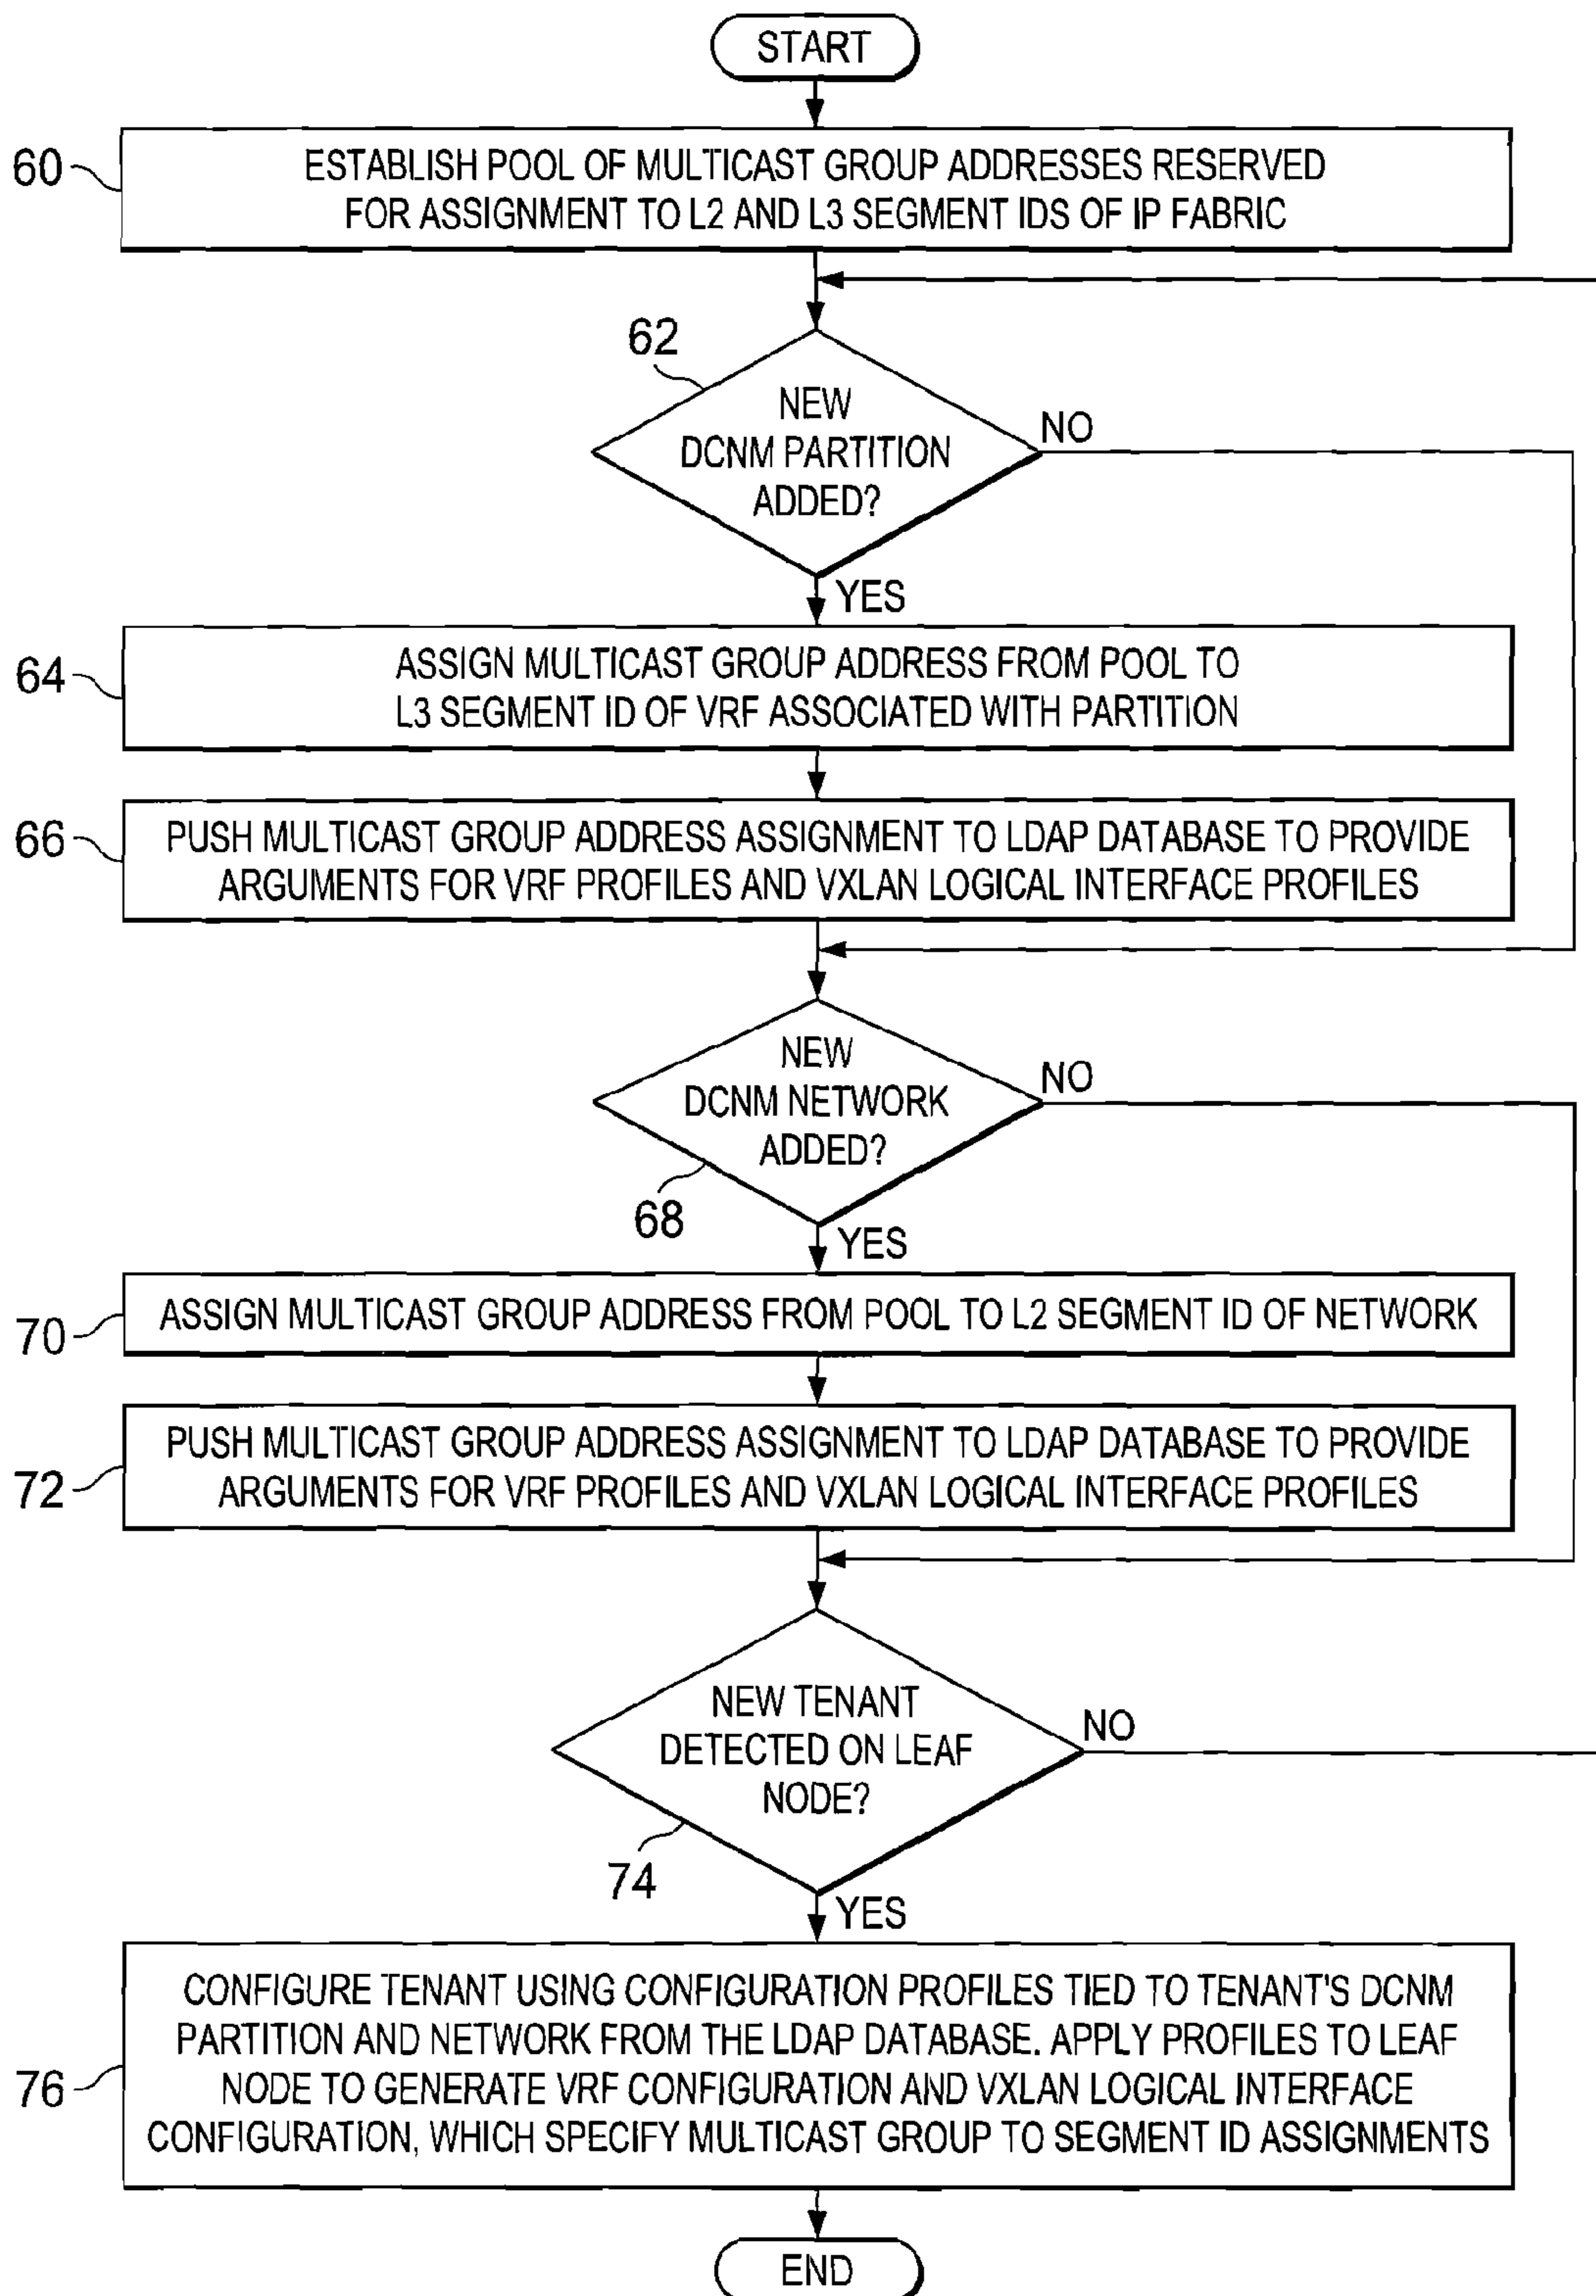 START
60
ESTABLISH POOL OF MULTICAST GROUP ADDRESSES RESERVED
FOR ASSIGNMENT TO L2 AND L3 SEGMENT IDS OF IP FABRIC
62
NEW
DCNM PARTITION
ADDED?
NO
YES
64
ASSIGN MULTICAST GROUP ADDRESS FROM POOL TO
L3 SEGMENT ID OF VRF ASSOCIATED WITH PARTITION
66
PUSH MULTICAST GROUP ADDRESS ASSIGNMENT TO LDAP DATABASE TO PROVIDE
ARGUMENTS FOR VRF PROFILES AND VXLAN LOGICAL INTERFACE PROFILES
NEW
DCNM NETWORK
ADDED?
NO
68
YES
70
ASSIGN MULTICAST GROUP ADDRESS FROM POOL TO L2 SEGMENT ID OF NETWORK
72
PUSH MULTICAST GROUP ADDRESS ASSIGNMENT TO LDAP DATABASE TO PROVIDE
ARGUMENTS FOR VRF PROFILES AND VXLAN LOGICAL INTERFACE PROFILES
NEW TENANT
DETECTED ON LEAF
NODE?
NO
74
YES
76
CONFIGURE TENANT USING CONFIGURATION PROFILES TIED TO TENANT'S DCNM
PARTITION AND NETWORK FROM THE LDAP DATABASE. APPLY PROFILES TO LEAF
NODE TO GENERATE VRF CONFIGURATION AND VXLAN LOGICAL INTERFACE
CONFIGURATION, WHICH SPECIFY MULTICAST GROUP TO SEGMENT ID ASSIGNMENTS
END